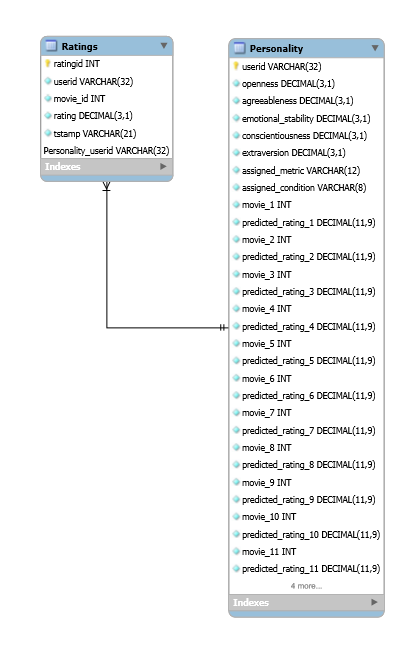 Ratings
ratingid INT
userid VARCHAR(32)
movie_id INT
rating DECIMAL(3,1)
tstamp VARCHAR(21)
Personality_userid VARCHAR(32)
Indexes
Personality
userid VARCHAR(32)
openness DECIMAL(3,1)
agreeableness DECIMAL(3,1)
emotional_stability DECIMAL(3,1)
conscientiousness DECIMAL(3,1)
extraversion DECIMAL(3,1)
assigned_metric VARCHAR(12)
assigned_condition VARCHAR(8)
movie_1 INT
predicted_rating_1 DECIMAL(11,9)
movie_2 INT
predicted_rating_2 DECIMAL(11,9)
movie_3 INT
predicted_rating_3 DECIMAL(11,9)
movie_4 INT
predicted_rating_4 DECIMAL(11,9)
movie_5 INT
predicted_rating_5 DECIMAL(11,9)
movie_6 INT
predicted_rating_6 DECIMAL(11,9)
movie_7 INT
predicted_rating_7 DECIMAL(11,9)
movie_8 INT
predicted_rating_8 DECIMAL(11,9)
movie_9 INT
predicted_rating_9 DECIMAL(11,9)
movie_10 INT
predicted_rating_10 DECIMAL(11,9)
movie_11 INT
predicted_rating_11 DECIMAL(11,9)
4 more...
Indexes